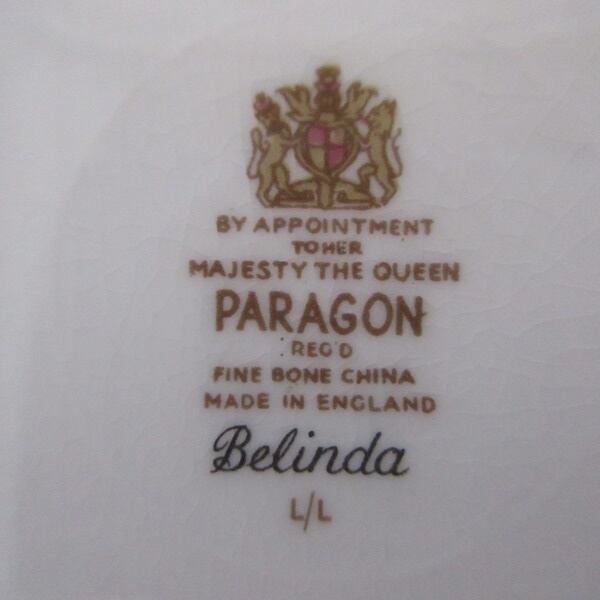 BY APPOINTMENT
TO HER
MAJESTY THE QUEEN
PARAGON
REG'D
FINE BONE CHINA
MADE IN ENGLAND
Belinda
L/L